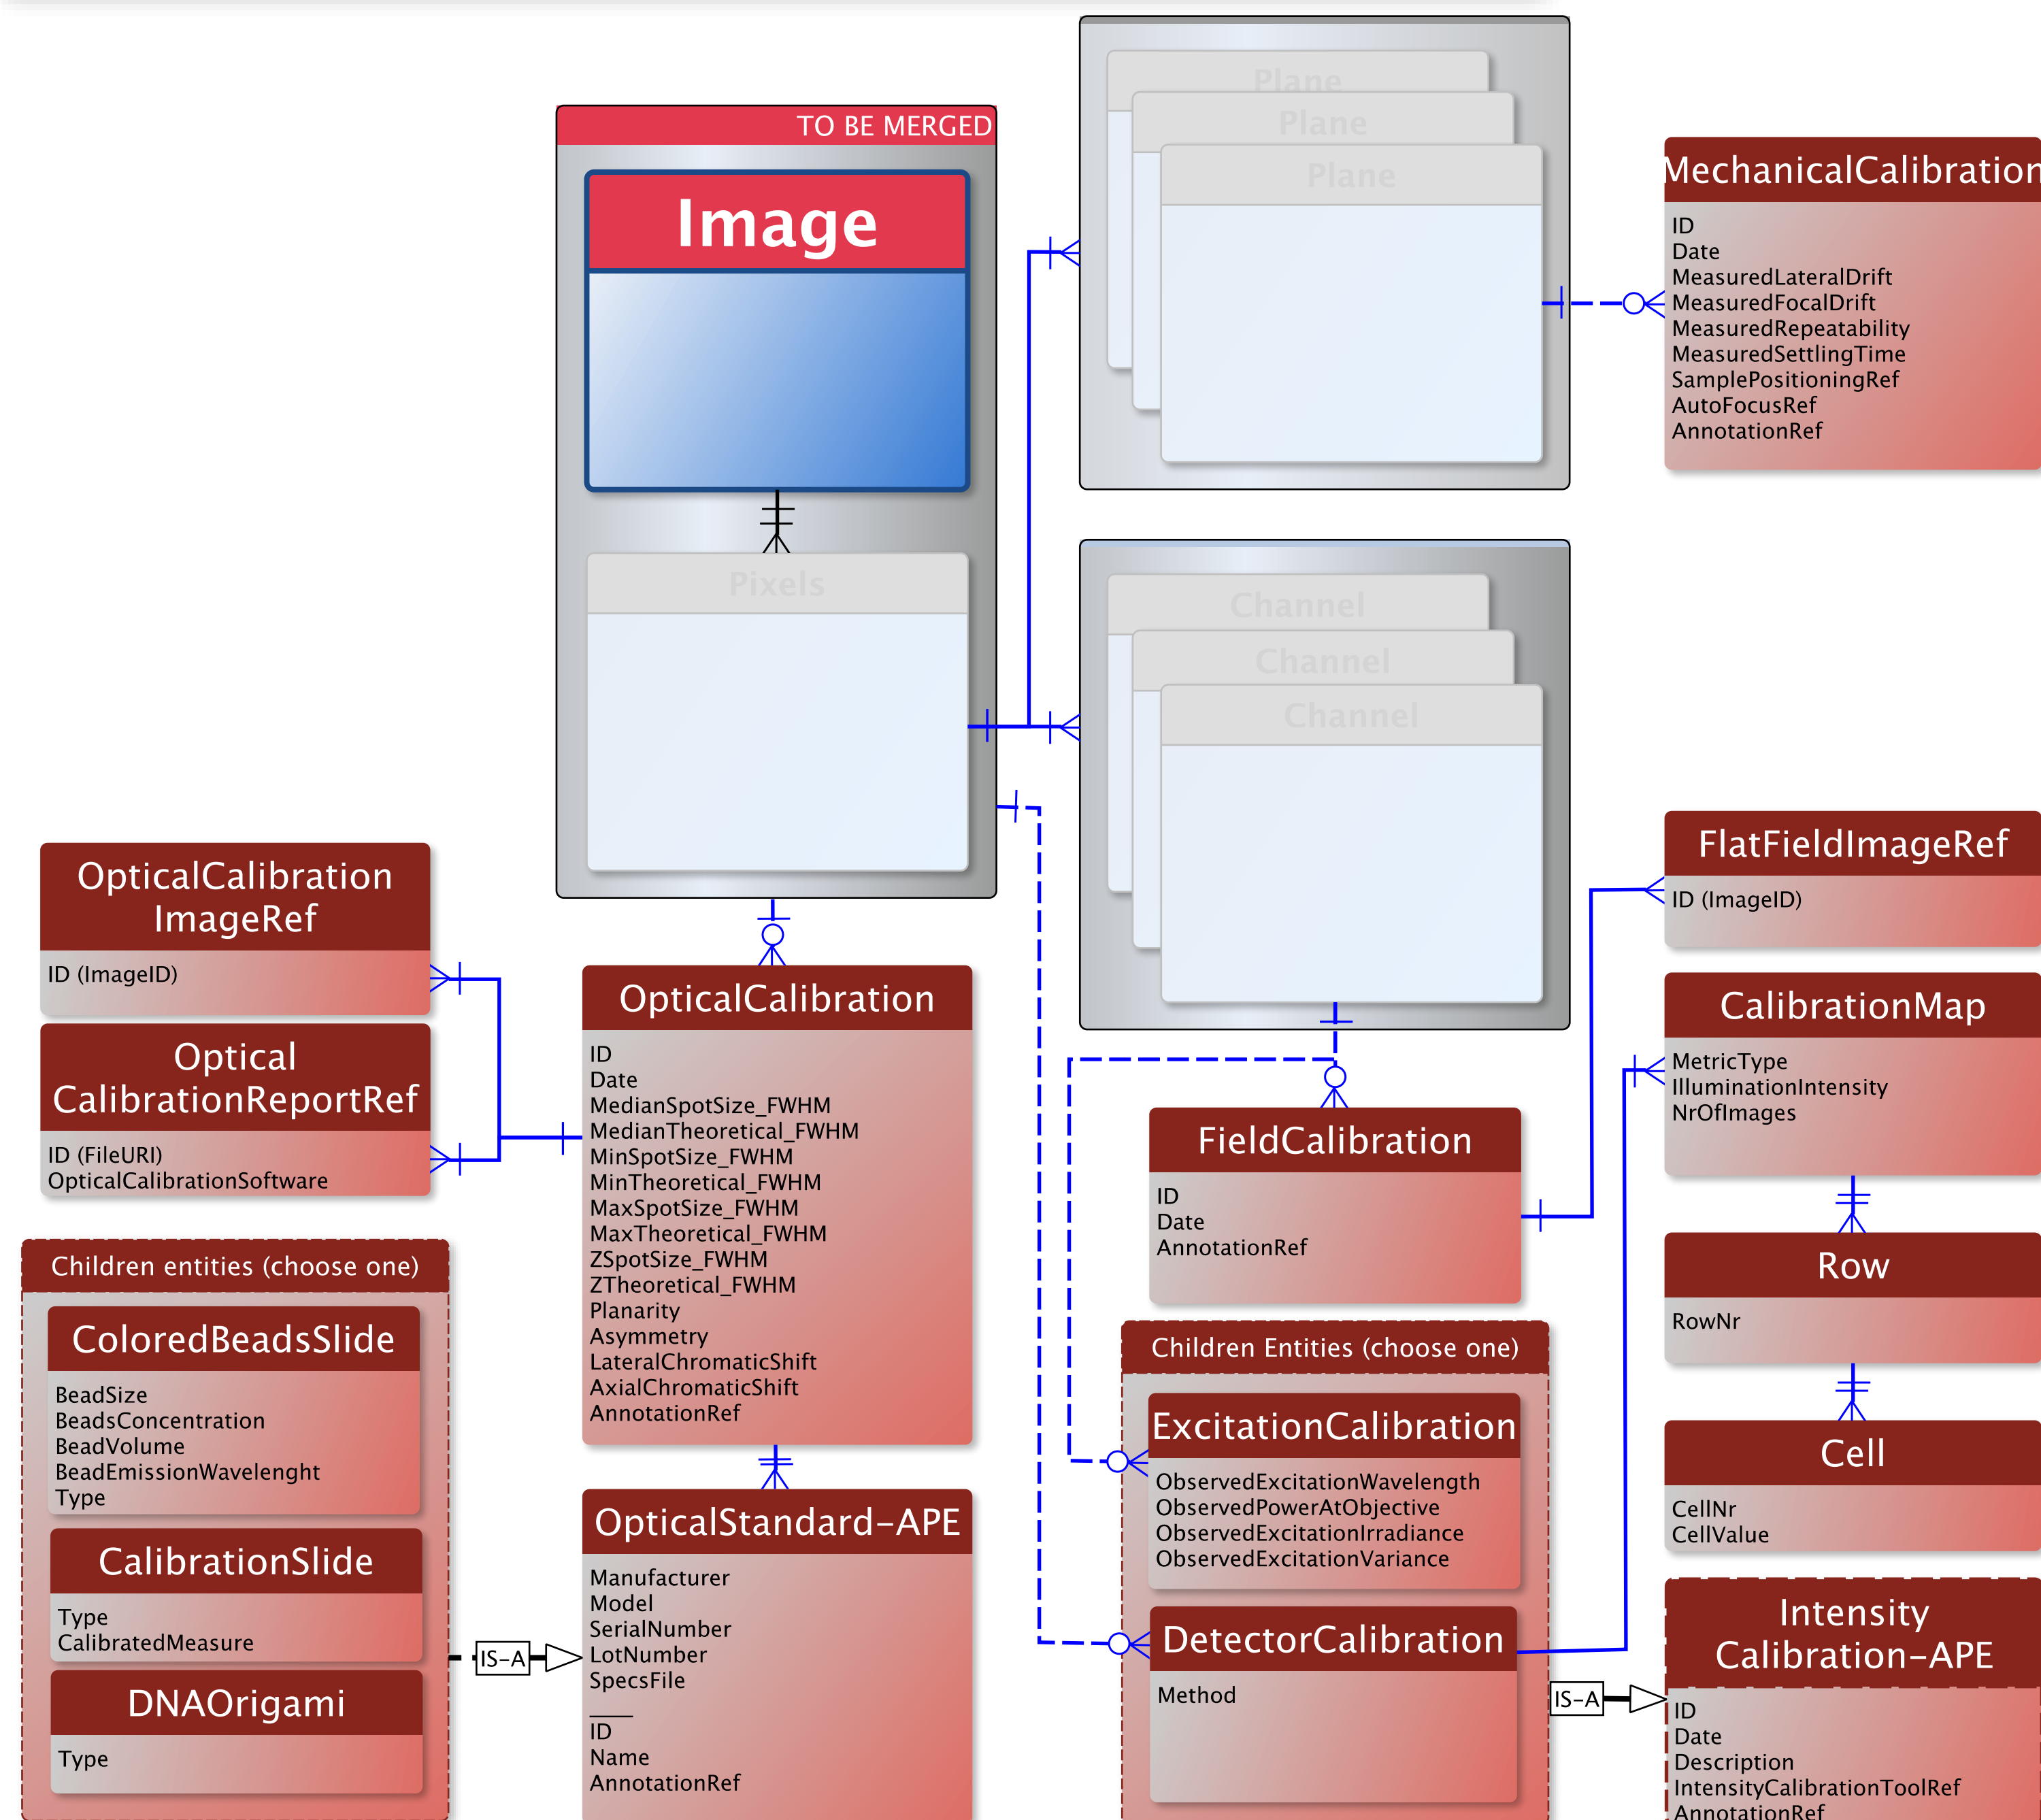 Plane
Plane
Plane
TO BE MERGED
Image
MechanicalCalibration
ID
Date
MeasuredLateralDrift
MeasuredFocalDrift
MeasuredRepeatability
MeasuredSettlingTime
SamplePositioningRef
AutoFocusRef
AnnotationRef
Pixels
Channel
Channel
Channel
OpticalCalibration
ImageRef
ID (ImageID)
Optical
CalibrationReportRef
ID (FileURI)
OpticalCalibrationSoftware
OpticalCalibration
ID
Date
MedianSpotSize_FWHM
MedianTheoretical_FWHM
MinSpotSize_FWHM
MinTheoretical_FWHM
MaxSpotSize_FWHM
MaxTheoretical_FWHM
ZSpotSize_FWHM
ZTheoretical_FWHM
Planarity
Asymmetry
LateralChromaticShift
AxialChromaticShift
AnnotationRef
FieldCalibration
ID
Date
AnnotationRef
FlatFieldImageRef
ID (ImageID)
CalibrationMap
MetricType
IlluminationIntensity
NrOfImages
Row
RowNr
Cell
CellNr
CellValue
Children entities (choose one)
ColoredBeadsSlide
BeadSize
BeadsConcentration
BeadVolume
BeadEmissionWavelenght
Type
CalibrationSlide
Type
CalibratedMeasure
DNAOrigami
Type
IS-A
OpticalStandard-APE
Manufacturer
Model
SerialNumber
LotNumber
SpecsFile
____
ID
Name
AnnotationRef
Children Entities (choose one)
ExcitationCalibration
ObservedExcitationWavelength
ObservedPowerAtObjective
ObservedExcitationIrradiance
ObservedExcitationVariance
DetectorCalibration
Method
IS-A
Intensity
Calibration-APE
ID
Date
Description
IntensityCalibrationToolRef
AnnotationRef